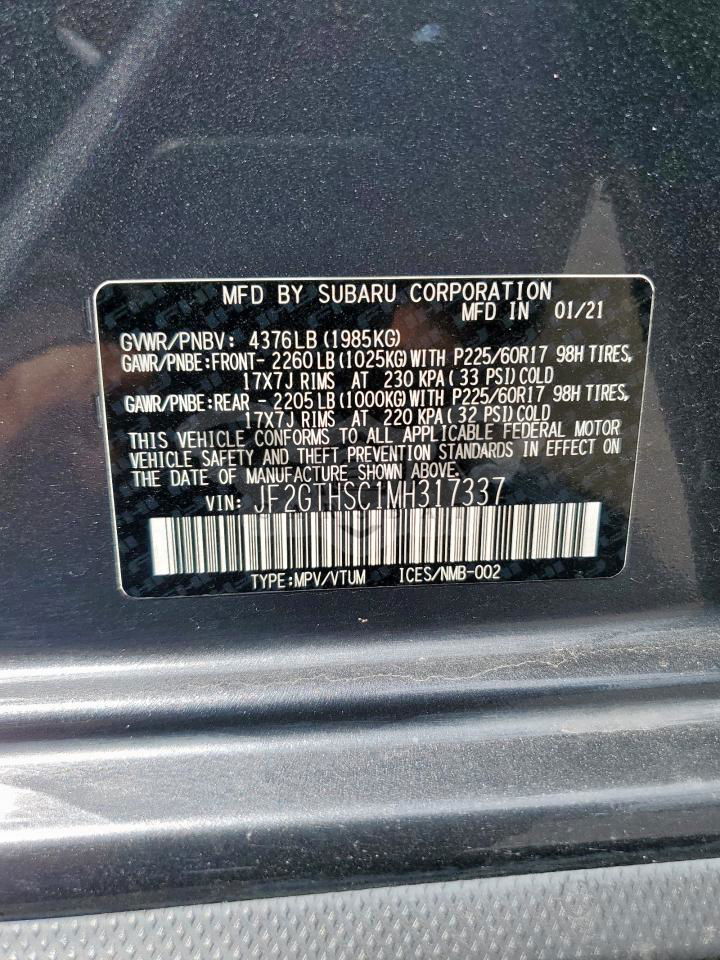 MFD BY SUBARU CORPORATION
MFD IN 01/21
GVWR/PNBV: 4376LB(1985KG)
GAWR/PNBE:FRONT- 2260LB(1025KG)WITH P225/60R17 98H TIRES,
17X7J RIMS AT 230 KPA(33 PSI)COLD
GAWR/PNBE:REAR - 2205LB(1000KG)WITH P225/60R17 98H TIRES,
17X7J RIMS AT 220 KPA(32 PSI)COLD
THIS VEHICLE CONFORMS TO ALL APPLICABLE FEDERAL MOTOR
VEHICLE SAFETY AND THEFT PREVENTION STANDARDS IN EFFECT ON
THE DATE OF MANUFACTURE SHOWN ABOVE.
VIN: JF2GTHSC1MH317337
TYPE:MPV/VTUM ICES/NMB-002